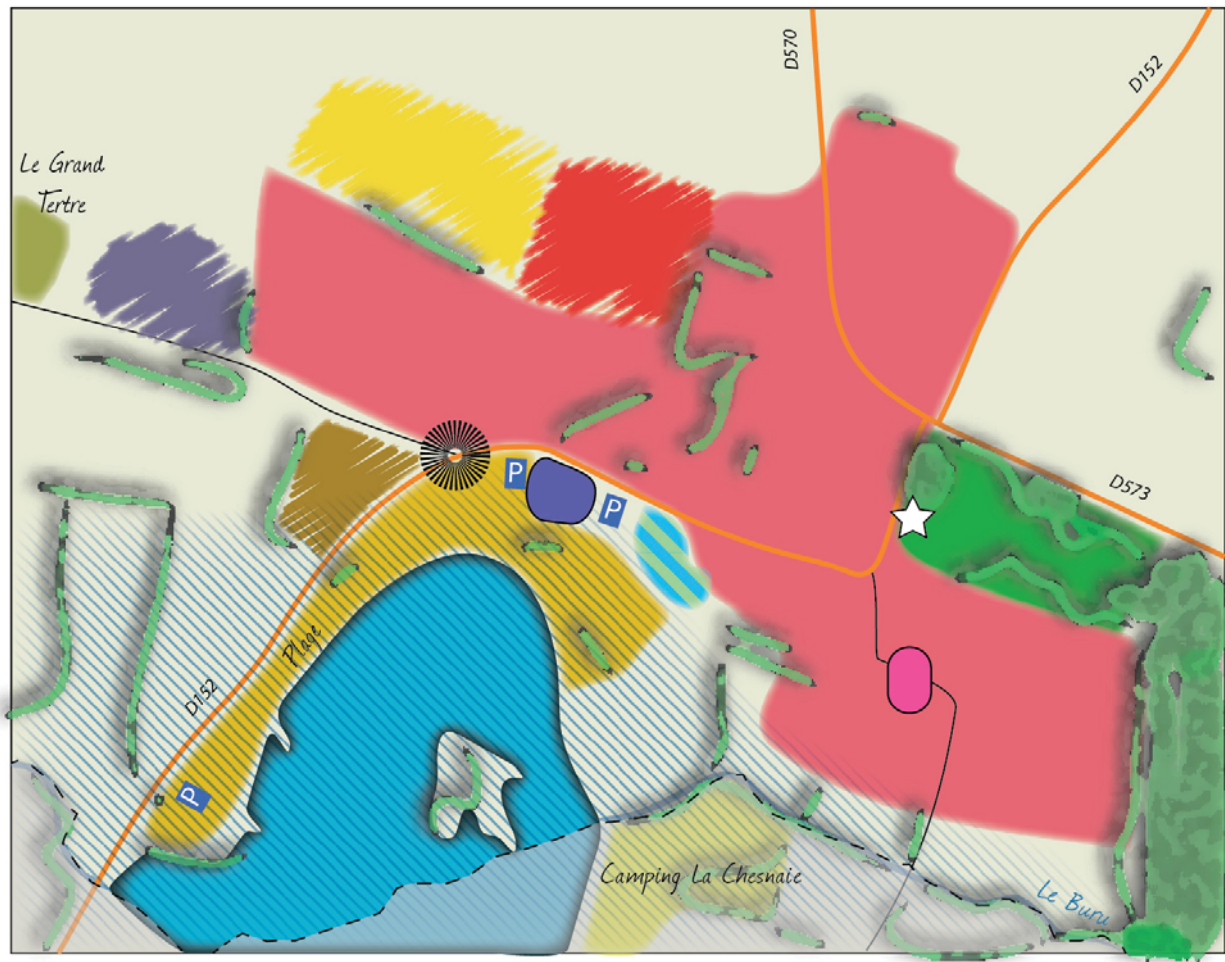 D570
D152
Le Grand
Tertre
P
P
D573
Plage
D152
P
Camping La Chesnaie
Le Buru